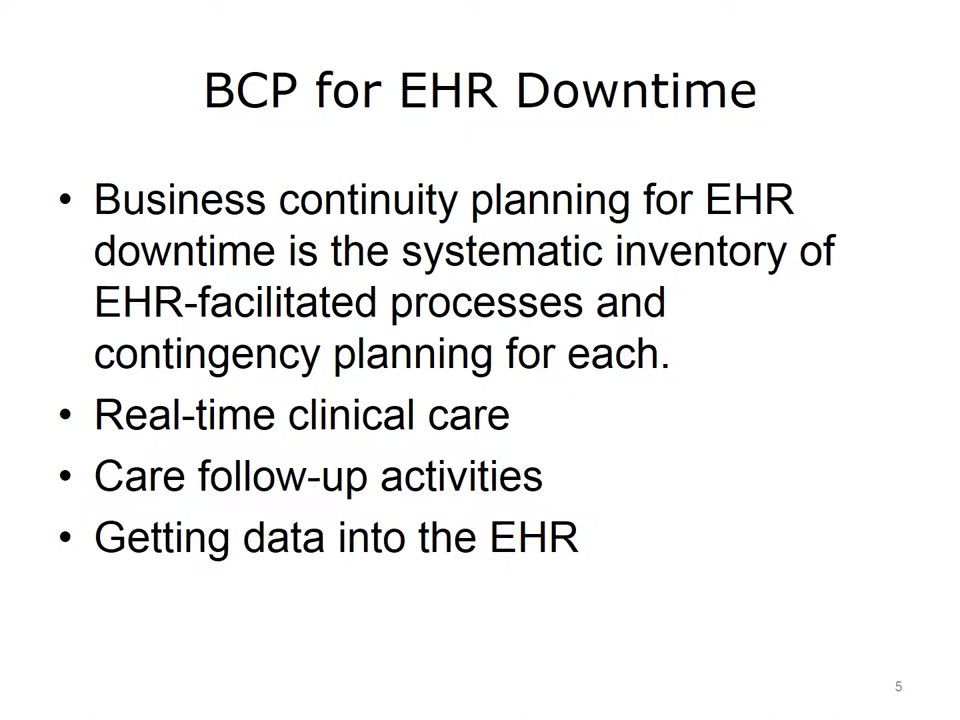 BCP for EHR Downtime
• Business continuity planning for EHR
downtime is the systematic inventory of
EHR-facilitated processes and
contingency planning for each.
• Real-time clinical care
• Care follow-up activities
• Getting data into the EHR
5